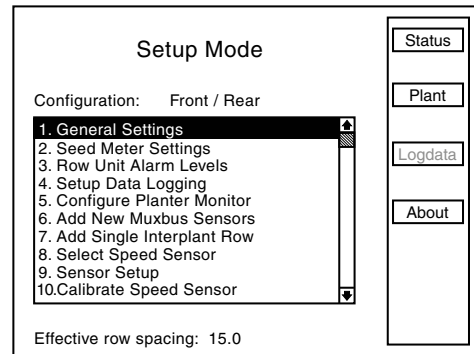 Setup Mode
Configuration: Front / Rear
1. General Settings
2. Seed Meter Settings
3. Row Unit Alarm Levels
4. Setup Data Logging
5. Configure Planter Monitor
6. Add New Muxbus Sensors
7. Add Single Interplant Row
8. Select Speed Sensor
9. Sensor Setup
10.Calibrate Speed Sensor
Effective row spacing: 15.0
Status
Plant
Logdata
About